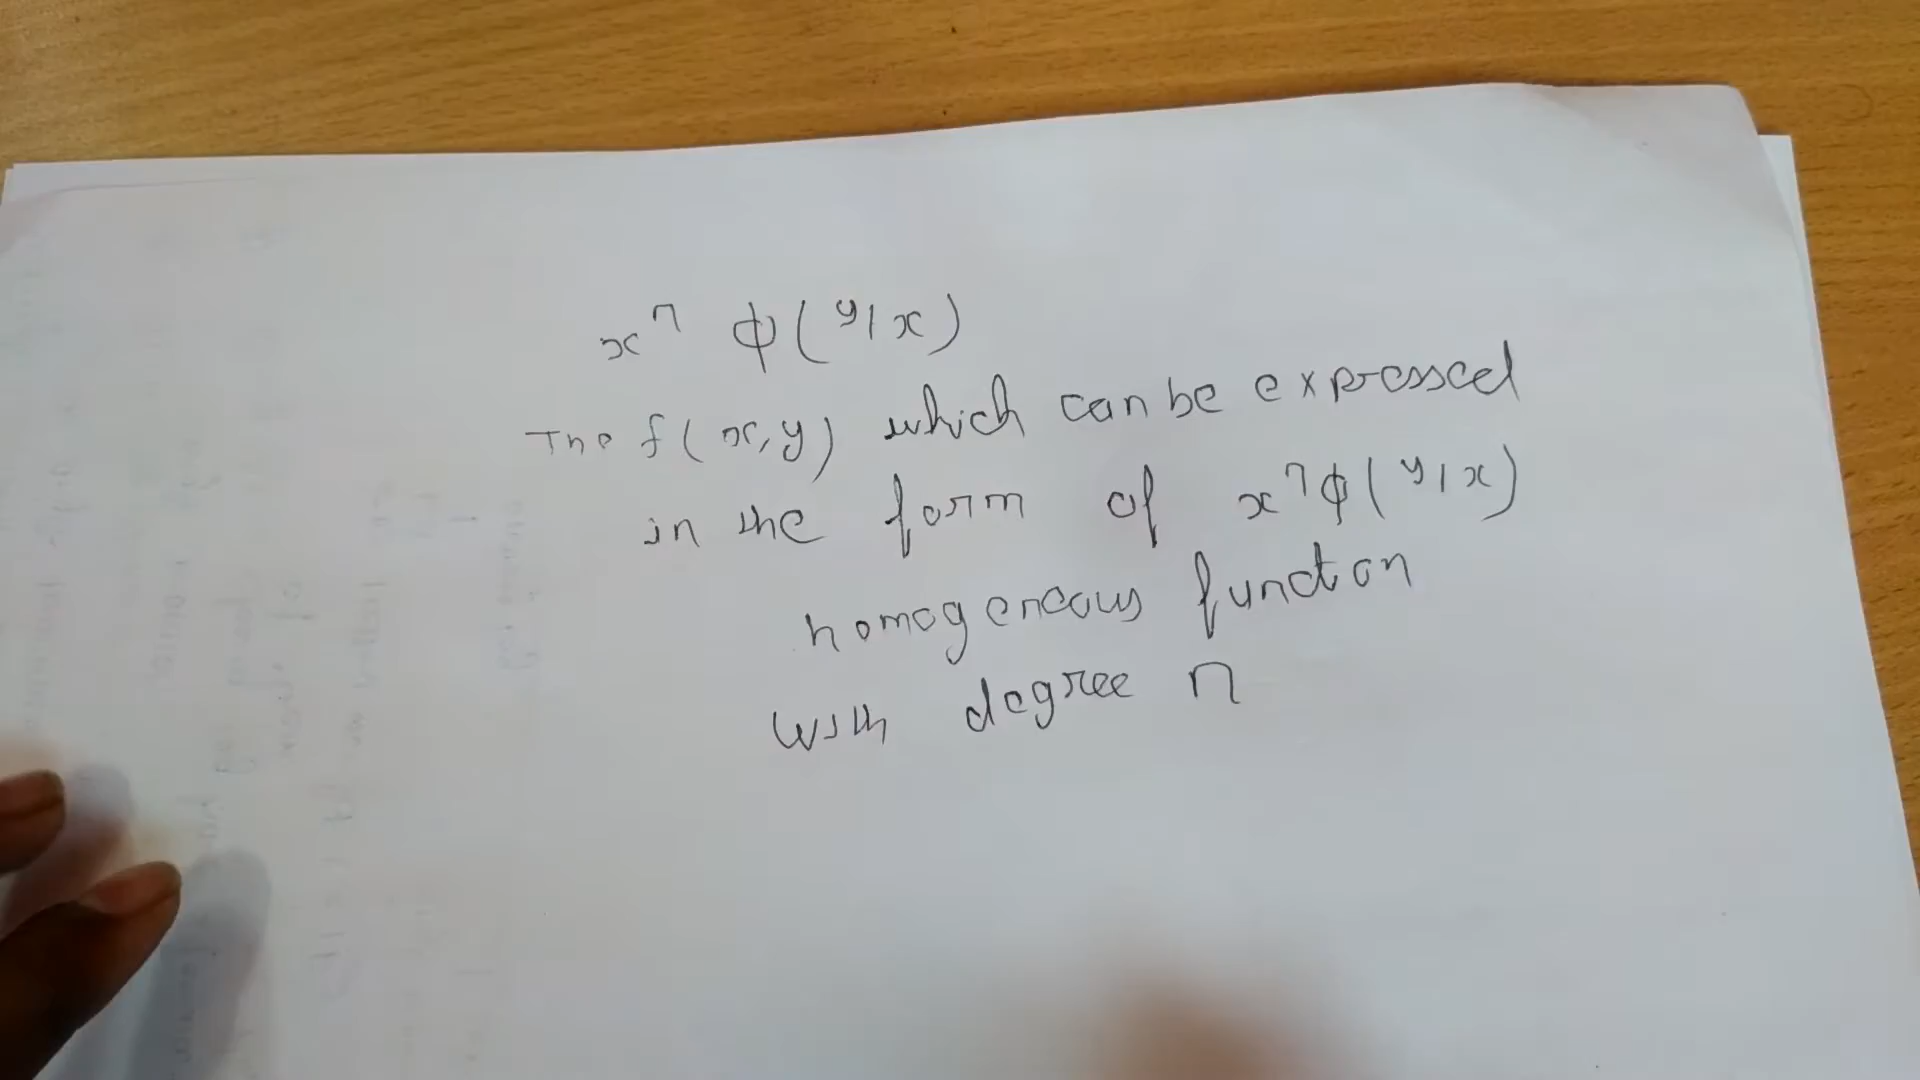 xⁿ ϕ(y/x)
The f(x,y) which can be expressed
in the form of xⁿϕ(y/x)
homogeneous function
with degree n